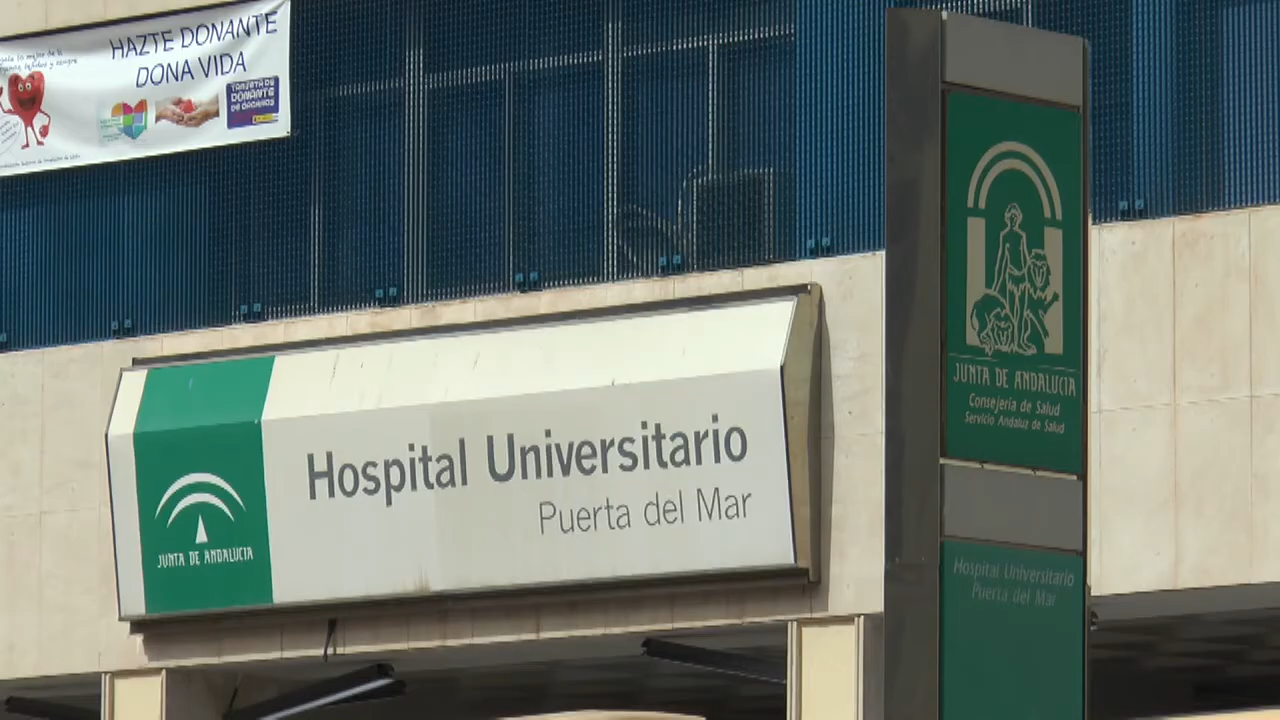 HAZTE DONANTE
DONA VIDA
TARJETA DE
DONANTE
DE ÓRGANOS
Hospital Universitario
Puerta del Mar
JUNTA DE ANDALUCIA
JUNTA DE ANDALUCIA
Consejería de Salud
Servicio Andaluz de Salud
Hospital Universitario
Puerta del Mar